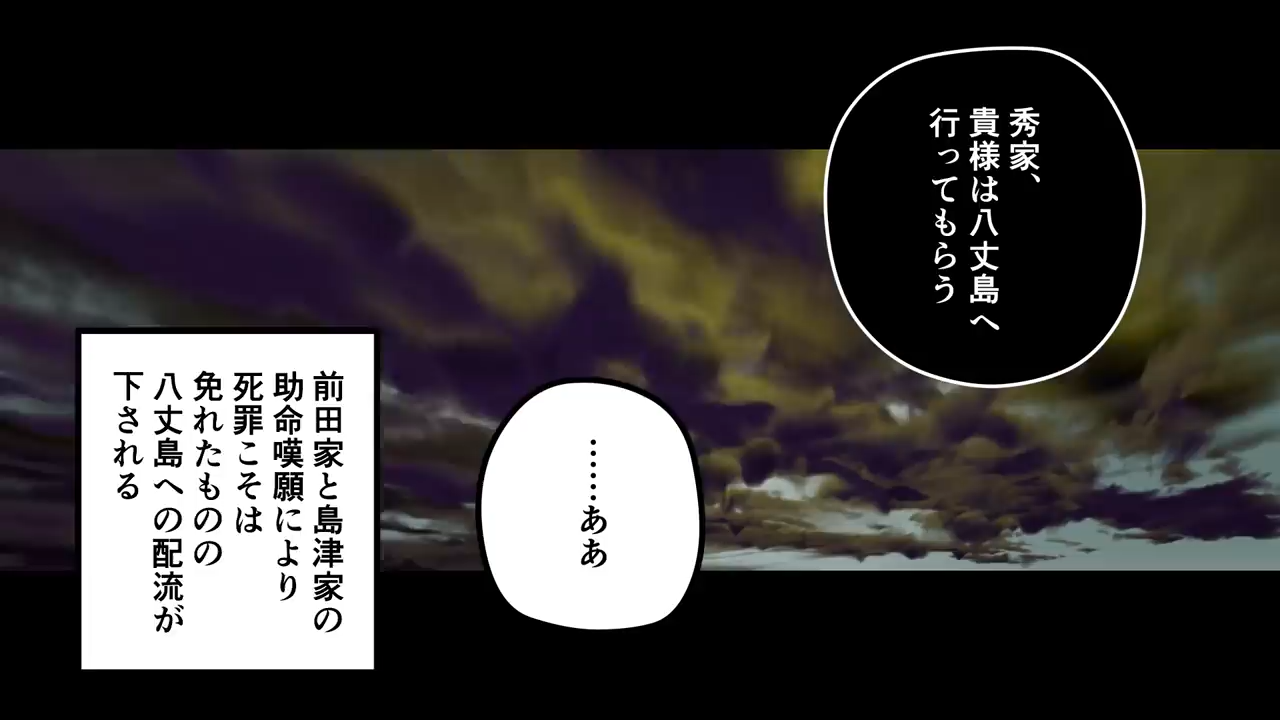 秀家、
貴様は八丈島へ
行ってもらう
……ああ
前田家と島津家の
助命嘆願により
死罪こそは
免れたものの
八丈島への配流が
下される